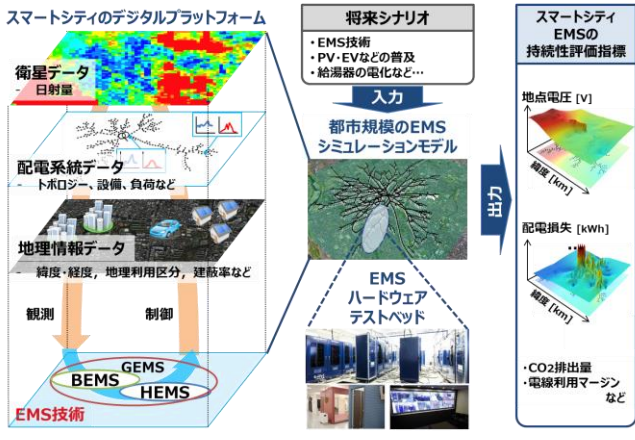 スマートシティのデジタルプラットフォーム
衛星データ
- 日射量
配電系統データ
- トポロジー、設備、負荷など
地理情報データ
- 緯度・経度，地理利用区分，建蔽率など
観測
制御
GEMS
BEMS
HEMS
EMS技術
将来シナリオ
・EMS技術
・PV・EVなどの普及
・給湯器の電化など…
入力
都市規模のEMS
シミュレーションモデル
EMS
ハードウェア
テストベッド
出力
スマートシティ
EMSの
持続性評価指標
地点電圧 [V]
緯度 [km]
配電損失 [kWh]
緯度 [km]
・CO2排出量
・電線利用マージン
など